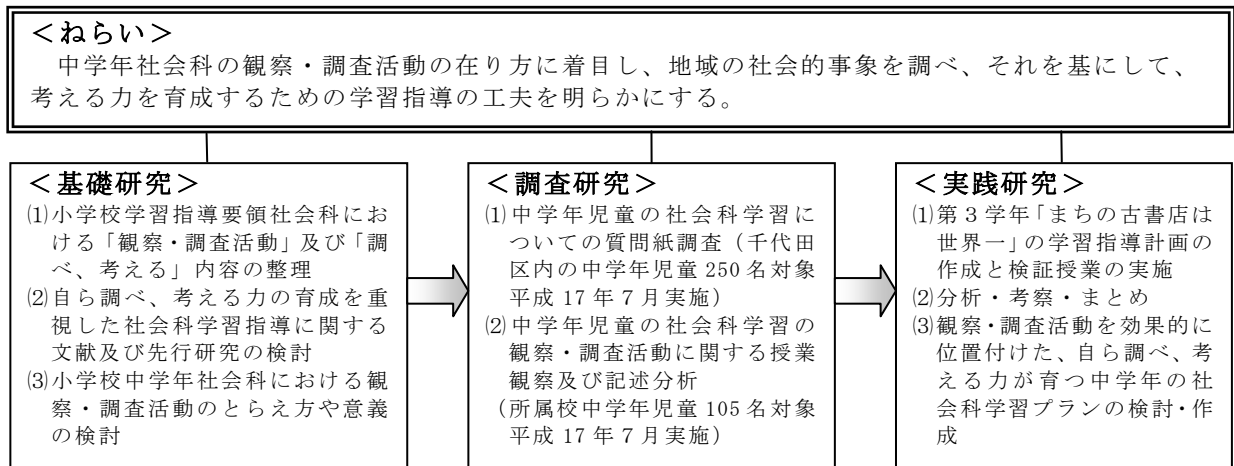 ＜ねらい＞
中学年社会科の観察・調査活動の在り方に着目し、地域の社会的事象を調べ、それを基にして、
考える力を育成するための学習指導の工夫を明らかにする。
＜基礎研究＞
⑴小学校学習指導要領社会科にお
ける「観察・調査活動」及び「調
べ、考える」内容の整理
⑵自ら調べ、考える力の育成を重
視した社会科学習指導に関する
文献及び先行研究の検討
⑶小学校中学年社会科における観
察・調査活動のとらえ方や意義
の検討
＜調査研究＞
⑴中学年児童の社会科学習に
ついての質問紙調査（千代田
区内の中学年児童 250 名対象
平成 17 年 7 月実施）
⑵中学年児童の社会科学習の
観察・調査活動に関する授業
観察及び記述分析
（所属校中学年児童 105 名対象
平成 17 年 7 月実施）
＜実践研究＞
⑴第３学年「まちの古書店は
世界一」の学習指導計画の
作成と検証授業の実施
⑵分析・考察・まとめ
⑶観察・調査活動を効果的に
位置付けた、自ら調べ、考
える力が育つ中学年の社
会科学習プランの検討・作
成